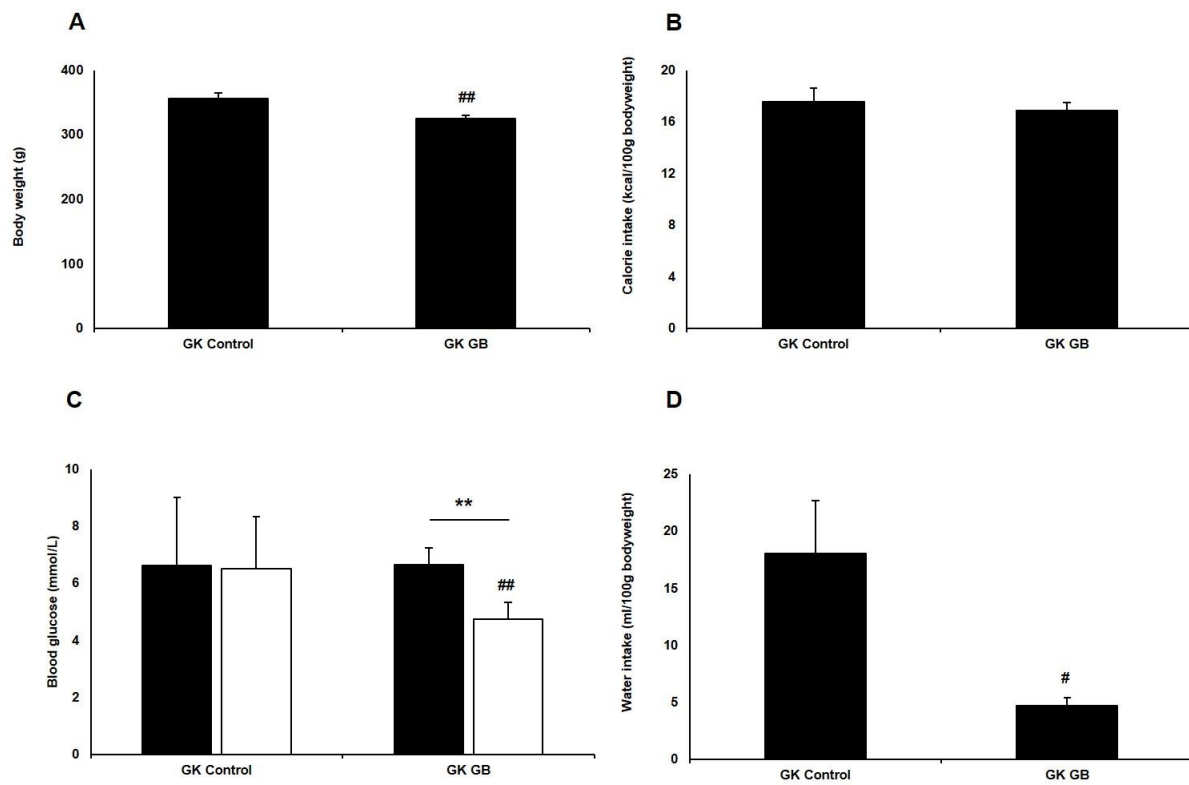 A
Body weight (g)
400
300
200
100
0
##
GK Control
GK GB
B
Calorie intake (kcal/100g bodyweight)
20
16
12
8
4
0
GK Control
GK GB
C
Blood glucose (mmol/L)
10
8
6
4
2
0
**
##
GK Control
GK GB
D
Water intake (ml/100g bodyweight)
25
20
15
10
5
0
#
GK Control
GK GB